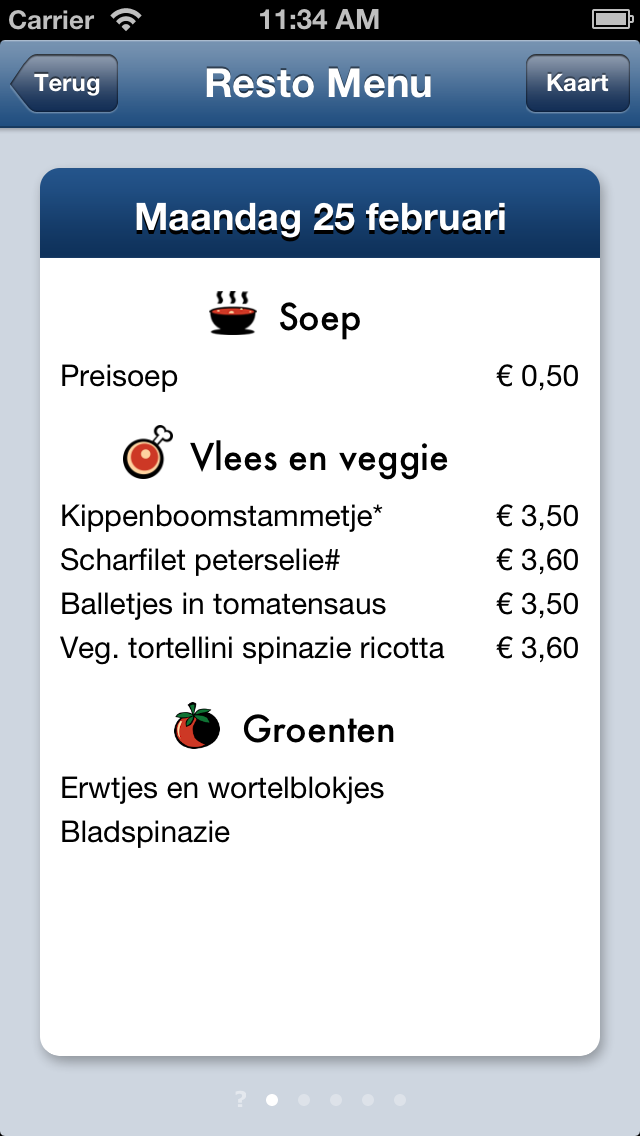 Carrier 11:34 AM
Terug Resto Menu Kaart
Maandag 25 februari
Soep
Preisoep € 0,50
Vlees en veggie
Kippenboomstammetje* € 3,50
Scharfilet peterselie# € 3,60
Balletjes in tomatensaus € 3,50
Veg. tortellini spinazie ricotta € 3,60
Groenten
Erwtjes en wortelblokjes
Bladspinazie
?